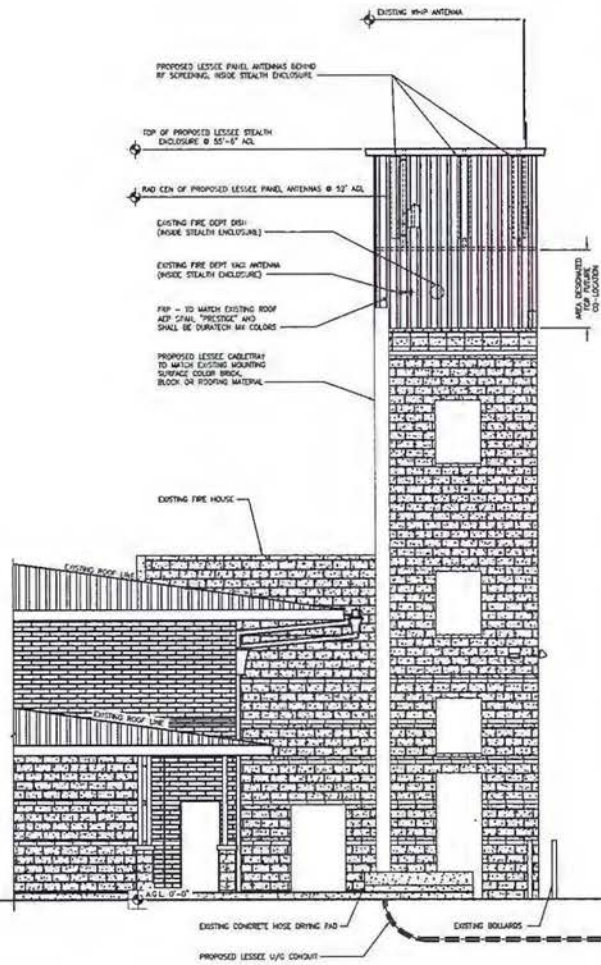 EXISTING WHIP ANTENNA
PROPOSED LESSEE PANEL ANTENNAS BEHIND
RF SCREENING, INSIDE STEALTH ENCLOSURE
TOP OF PROPOSED LESSEE STEALTH
ENCLOSURE @ 55'-6" AGL
RAD CEN OF PROPOSED LESSEE PANEL ANTENNAS @ 52' AGL
EXISTING FIRE DEPT DISH
(INSIDE STEALTH ENCLOSURE)
EXISTING FIRE DEPT YAGI ANTENNA
(INSIDE STEALTH ENCLOSURE)
AREA DESIGNATED
FOR FUTURE
CO-LOCATION
FRP - TO MATCH EXISTING ROOF
AEP SPAN, "PRESTIGE" AND
SHALL BE DURATECH MX COLORS
PROPOSED LESSEE CABLETRAY
TO MATCH EXISTING MOUNTING
SURFACE COLOR BRICK,
BLOCK OR ROOFING MATERIAL
EXISTING FIRE HOUSE
EXISTING ROOF LINE
EXISTING ROOF LINE
A.G.L. 0'-0"
EXISTING CONCRETE HOSE DRYING PAD
EXISTING BOLLARDS
PROPOSED LESSEE U/G CONDUIT